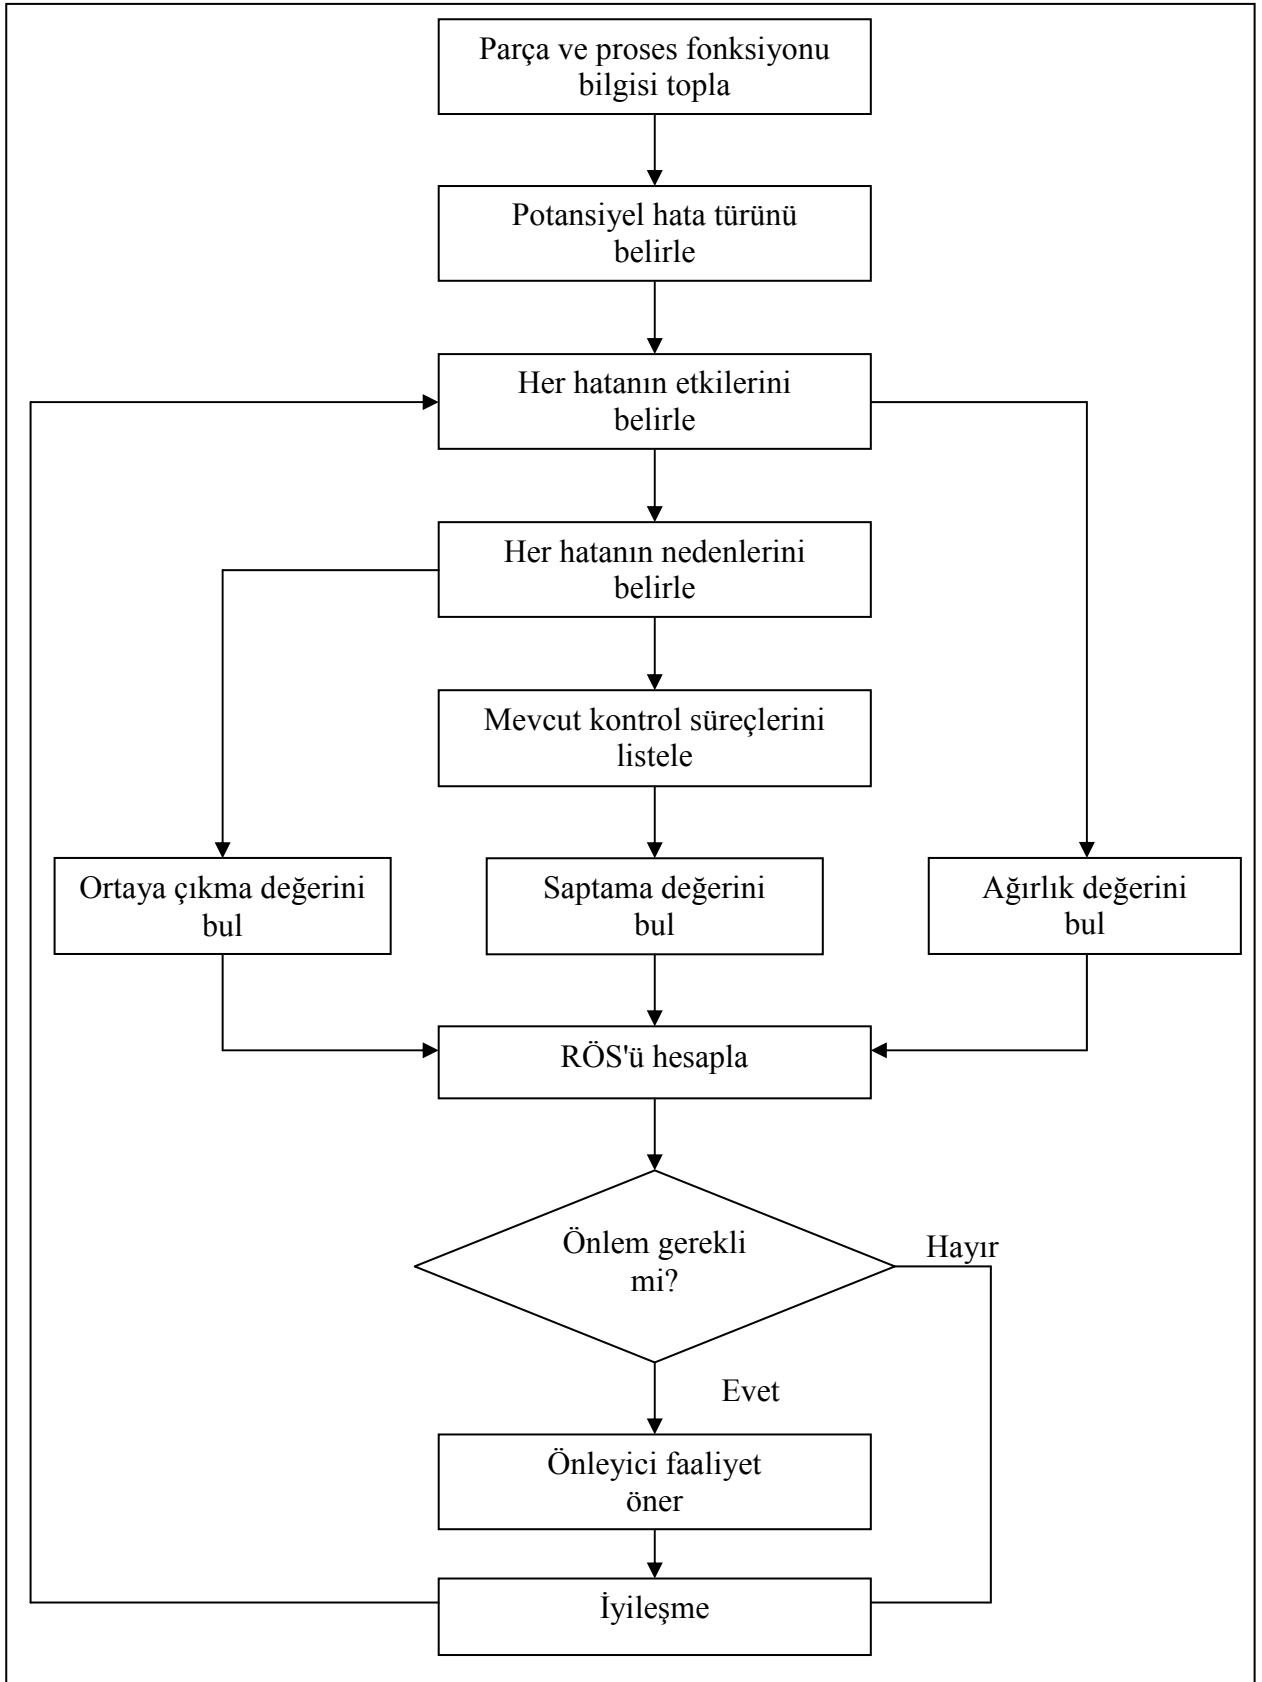 Parça ve proses fonksiyonu
bilgisi topla
Potansiyel hata türünü
belirle
Her hatanın etkilerini
belirle
Her hatanın nedenlerini
belirle
Mevcut kontrol süreçlerini
listele
Ortaya çıkma değerini
bul
Saptama değerini
bul
Ağırlık değerini
bul
RÖS'ü hesapla
Önlem gerekli
mi?
Hayır
Evet
Önleyici faaliyet
öner
İyileşme